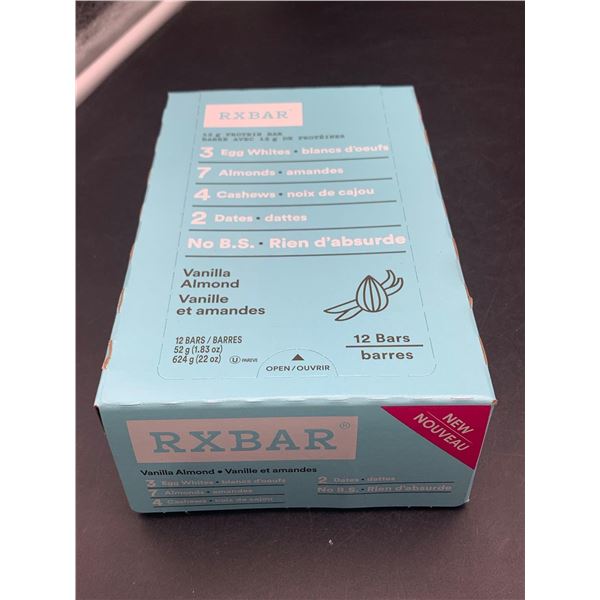 RXBAR
PROTEIN BAR
BARRE AVEC 12 g DE PROTÉINES
3 Egg Whites • blancs d'oeufs
7 Almonds • amandes
4 Cashews • noix de cajou
2 Dates • dattes
No B.S. • Rien d'absurde
Vanilla
Almond
Vanille
et amandes
12 BARS / BARRES
52 g (1.83 oz)
624 g (22 oz)
U PAREVE
OPEN/OUVRIR
12 Bars
barres
RXBAR®
NEW
NOUVEAU
Vanilla Almond • Vanille et amandes
3 Egg Whites • blancs d'oeufs
7 Almonds • amandes
4 Cashews • noix de cajou
2 Dates • dattes
No B.S. • Rien d'absurde